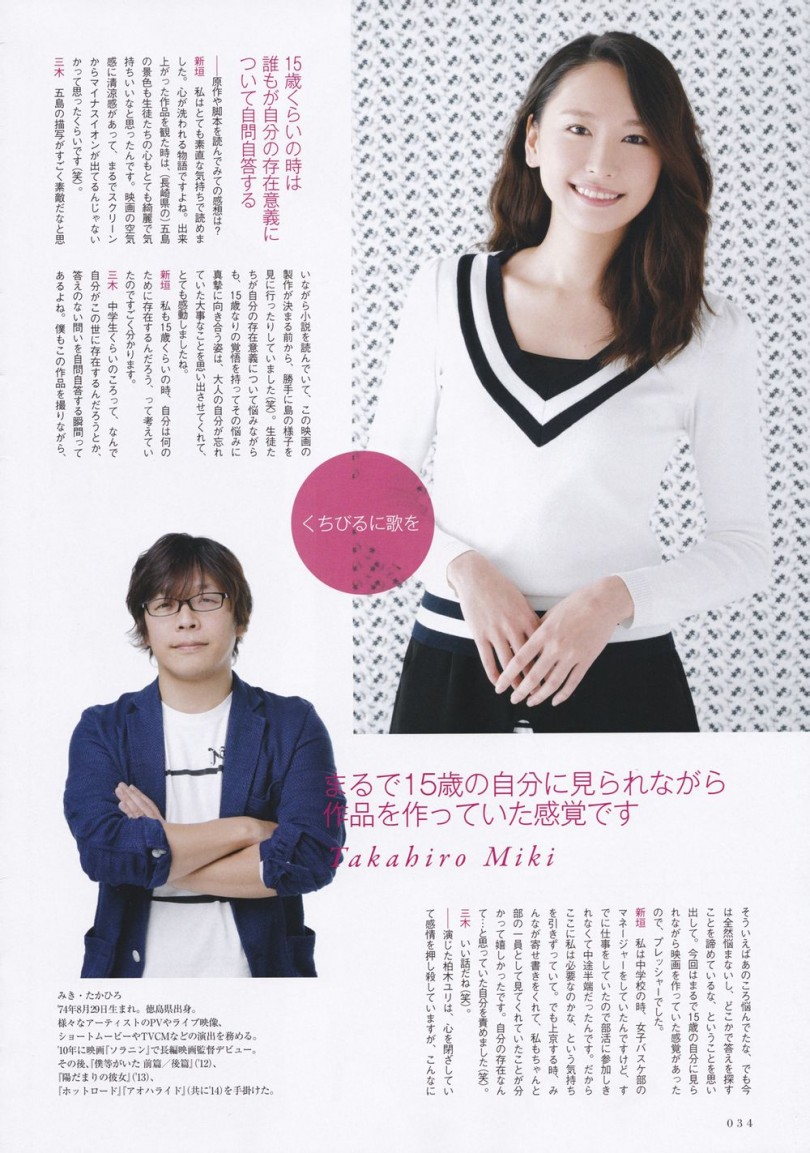 15歳くらいの時は
誰もが自分の存在意義に
ついて自問自答する
――原作や脚本を読んでみての感想は?
新垣　私はとても素直な気持ちで読めま
した。心が洗われる物語ですよね。出来
上がった作品を観た時は、(長崎県の)五島
の景色も生徒たちの心もとても綺麗で気
持ちいいなと思ったんです。映画の空気
感に清涼感があって、まるでスクリーン
からマイナスイオンが出てるんじゃない
かって思ったくらいです(笑)。
三木　五島の描写がすごく素敵だなと思
いながら小説を読んでいて、この映画の
製作が決まる前から、勝手に島の様子を
見に行ったりしていました(笑)。生徒た
ちが自分の存在意義について悩みながら
も、15歳なりの覚悟を持ってその悩みに
真摯に向き合う姿は、大人の自分が忘れ
ていた大事なことを思い出させてくれて、
とても感動しましたね。
新垣　私も15歳くらいの時、自分は何の
ために存在するんだろう、って考えてい
たのですごく分かります。
三木　中学生くらいのころって、なんで
自分がこの世に存在するんだろうとか、
答えのない問いを自問自答する瞬間って
あるよね。僕もこの作品を撮りながら、
くちびるに歌を
まるで15歳の自分に見られながら
作品を作っていた感覚です
Takahiro Miki
そういえばあのころ悩んでたな、でも今
は全然悩まないし、どこかで答えを探す
ことを諦めているな、ということを思い
出して。今回はまるで15歳の自分に見ら
れながら映画を作っていた感覚があった
ので、プレッシャーでした。
新垣　私は中学校の時、女子バスケ部の
マネージャーをしていたんですけど、す
でに仕事をしていたので部活に参加しき
れなくて中途半端だったんです。だから
ここに私は必要なのかな、という気持ち
を引きずっていて。でも上京する時、み
んなが寄せ書きをくれて、私もちゃんと
部の一員として見てくれていたことが分
かって嬉しかったです。自分の存在なん
て…と思っていた自分を責めました(笑)。
三木　いい話だね(笑)。
――演じた柏木ユリは、心を閉ざしてい
て感情を押し殺していますが、こんなに
みき・たかひろ
'74年8月29日生まれ。徳島県出身。
様々なアーティストのPVやライブ映像、
ショートムービーやTVCMなどの演出を務める。
'10年に映画『ソラニン』で長編映画監督デビュー。
その後、『僕等がいた 前篇／後篇』('12)、
『陽だまりの彼女』('13)、
『ホットロード』『アオハライド』(共に'14)を手掛けた。
034